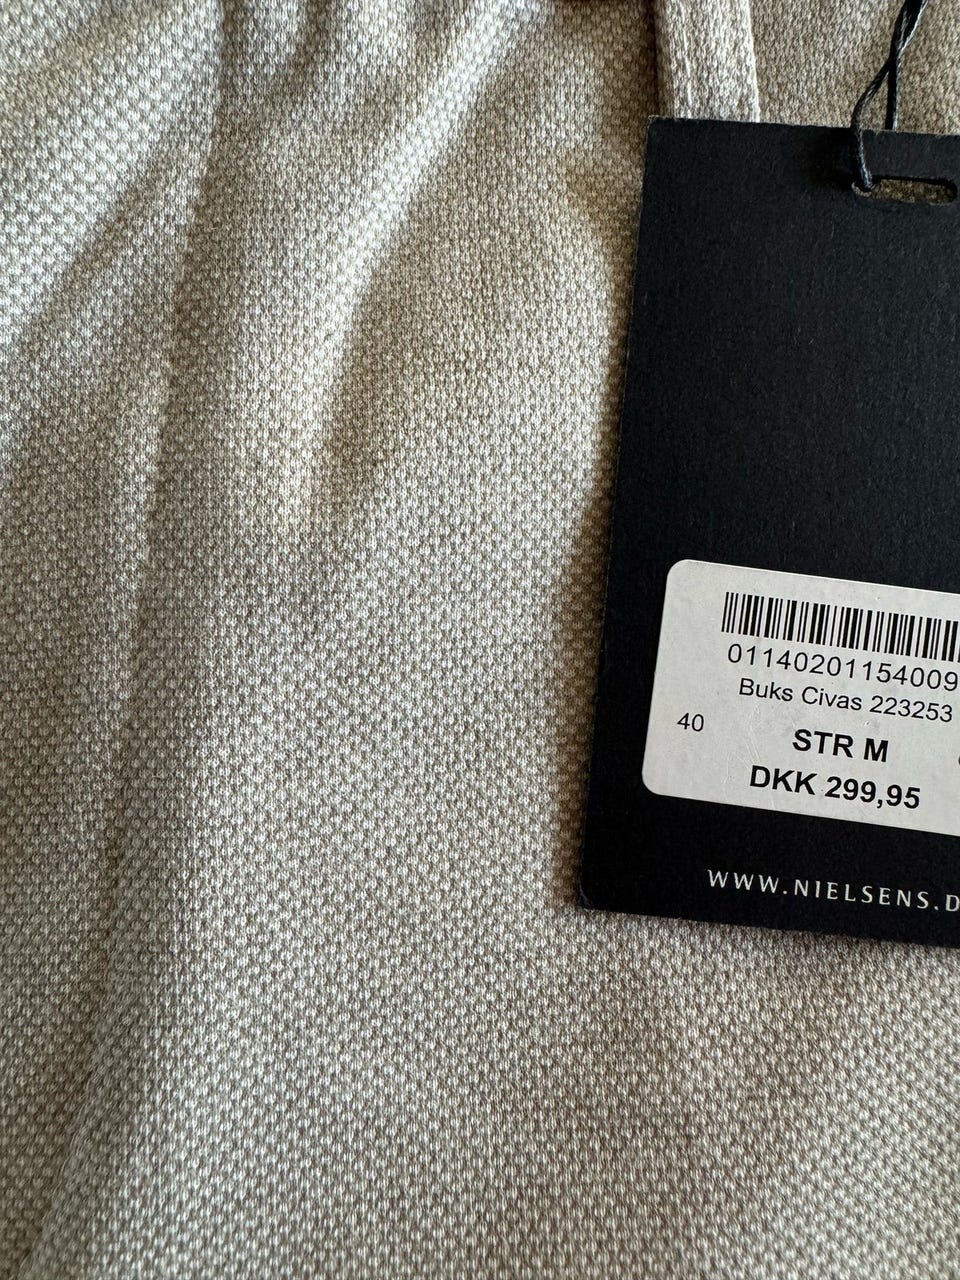 01140201154009
Buks Civas 223253
40
STR M
DKK 299,95
WWW.NIELSENS.D